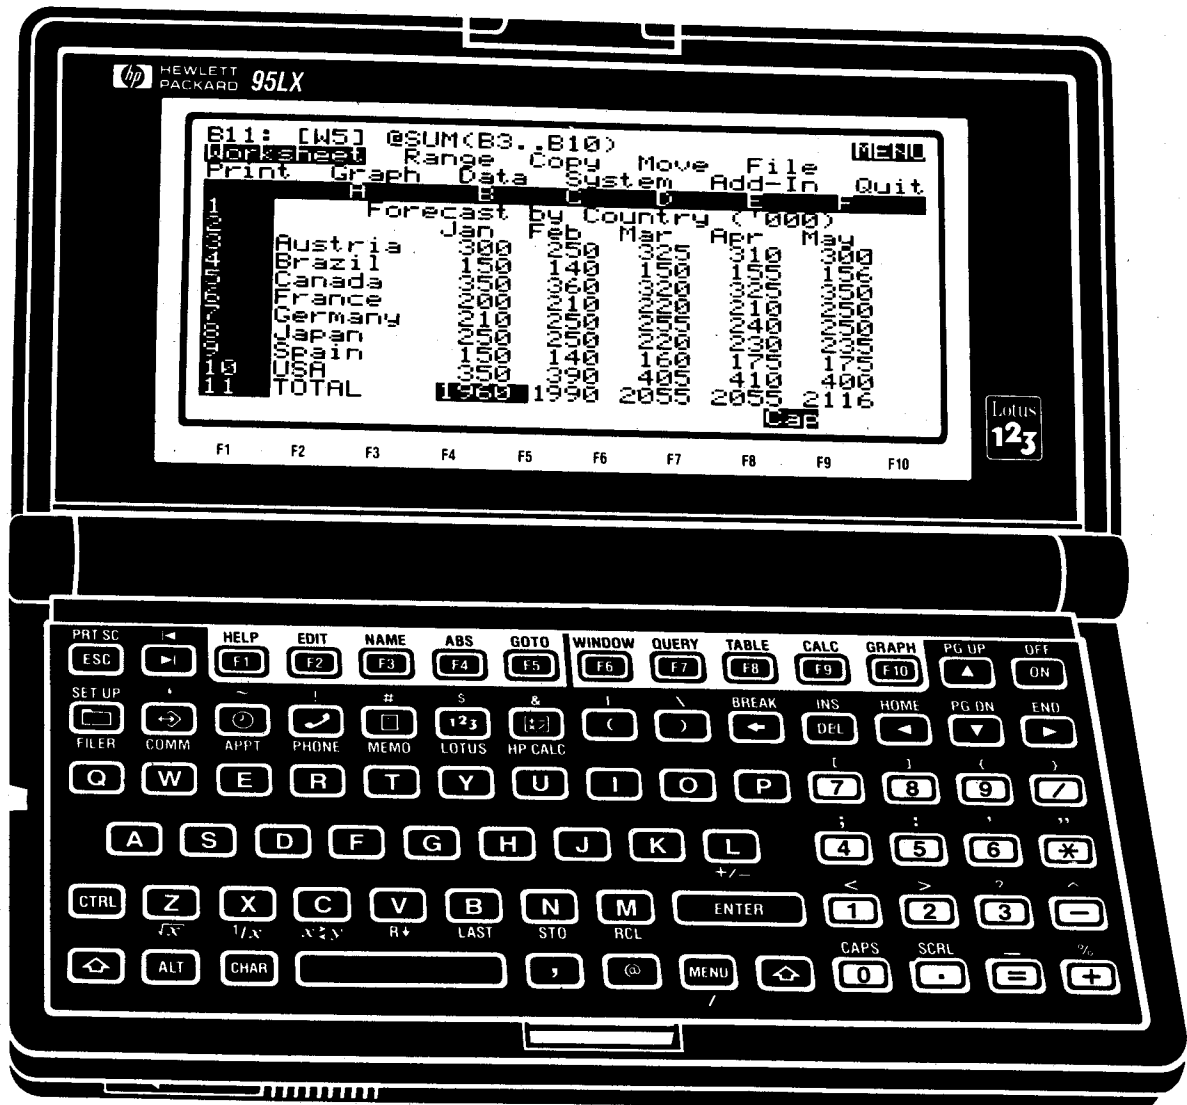 hp HEWLETT PACKARD 95LX
B11: [W5] @SUM(B3..B10) MENU
Worksheet Range Copy Move File
Print Graph Data System Add-In Quit
A B C D E F
1 Forecast by Country ('000)
2 Jan Feb Mar Apr May
3 Austria 300 250 325 310 300
4 Brazil 150 140 150 155 156
5 Canada 350 360 320 325 350
6 France 200 210 220 210 250
7 Germany 210 250 255 240 250
8 Japan 250 250 220 230 235
9 Spain 150 140 160 175 175
10 USA 350 390 405 410 400
11 TOTAL 1960 1990 2055 2055 2116
Cap
Lotus
123
F1 F2 F3 F4 F5 F6 F7 F8 F9 F10
PRT SC HELP EDIT NAME ABS GOTO WINDOW QUERY TABLE CALC GRAPH PG UP OFF
ESC F1 F2 F3 F4 F5 F6 F7 F8 F9 F10 ON
SET UP ' ~ ! # $ & | \ BREAK INS HOME PG DN END
123 ( ) DEL
FILER COMM APPT PHONE MEMO LOTUS HP CALC
[ ] { }
Q W E R T Y U I O P 7 8 9 /
; : ' "
A S D F G H J K L 4 5 6 *
+/–
< > ? ^
CTRL Z X C V B N M ENTER 1 2 3 –
√x 1/x x≷y R↓ LAST STO RCL
CAPS SCRL _ %
ALT CHAR , @ MENU 0 . = +
/